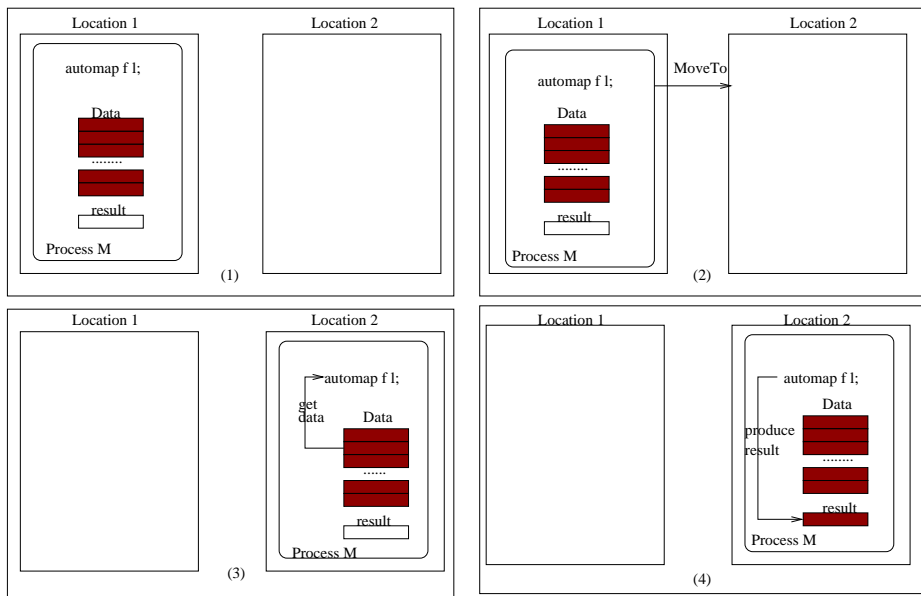 Location 1
Location 2
automap f l;
Data
........
result
Process M
(1)
Location 1
Location 2
MoveTo
automap f l;
Data
........
result
Process M
(2)
Location 1
Location 2
automap f l;
get
data
Data
......
result
Process M
(3)
Location 1
Location 2
automap f l;
Data
produce
result
........
result
Process M
(4)